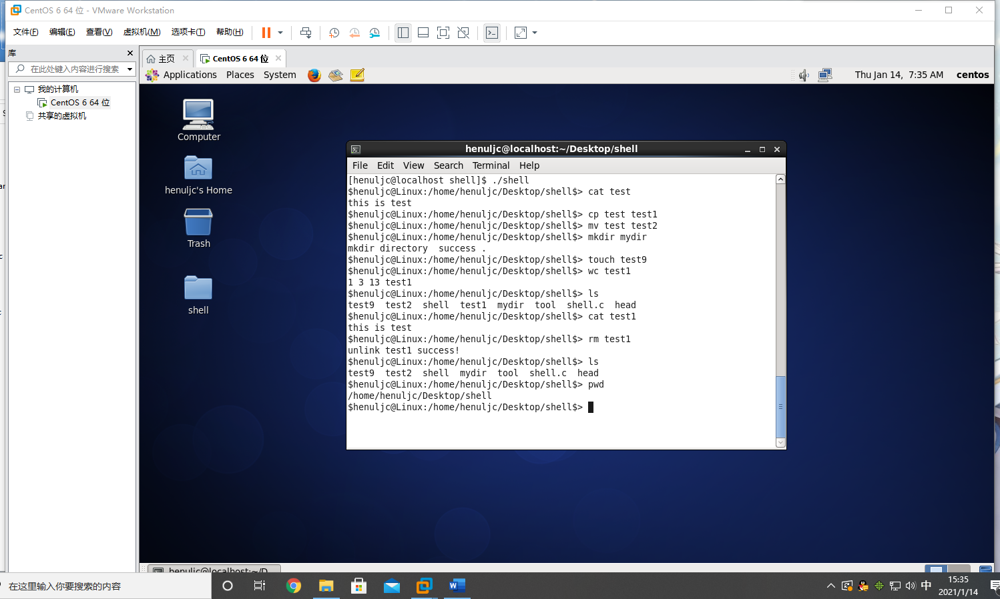 CentOS 6 64 位 - VMware Workstation
文件(F) 编辑(E) 查看(V) 虚拟机(M) 选项卡(T) 帮助(H)
库
在此处键入内容进行搜索
我的计算机
CentOS 6 64 位
共享的虚拟机
主页 CentOS 6 64 位
Applications Places System Thu Jan 14, 7:35 AM centos
Computer
henuljc's Home
Trash
shell
henuljc@localhost:~/Desktop/shell
File Edit View Search Terminal Help
[henuljc@localhost shell]$ ./shell
$henuljc@Linux:/home/henuljc/Desktop/shell$> cat test
this is test
$henuljc@Linux:/home/henuljc/Desktop/shell$> cp test test1
$henuljc@Linux:/home/henuljc/Desktop/shell$> mv test test2
$henuljc@Linux:/home/henuljc/Desktop/shell$> mkdir mydir
mkdir directory  success .
$henuljc@Linux:/home/henuljc/Desktop/shell$> touch test9
$henuljc@Linux:/home/henuljc/Desktop/shell$> wc test1
1 3 13 test1
$henuljc@Linux:/home/henuljc/Desktop/shell$> ls
test9  test2  shell  test1  mydir  tool  shell.c  head
$henuljc@Linux:/home/henuljc/Desktop/shell$> cat test1
this is test
$henuljc@Linux:/home/henuljc/Desktop/shell$> rm test1
unlink test1 success!
$henuljc@Linux:/home/henuljc/Desktop/shell$> ls
test9  test2  shell  mydir  tool  shell.c  head
$henuljc@Linux:/home/henuljc/Desktop/shell$> pwd
/home/henuljc/Desktop/shell
$henuljc@Linux:/home/henuljc/Desktop/shell$>
henuljc@localhost:~/D
在这里输入你要搜索的内容
中
15:35
2021/1/14